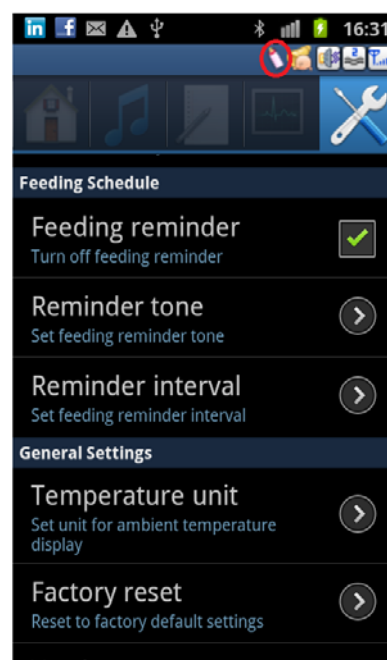 in f 16:31
Feeding Schedule
Feeding reminder
Turn off feeding reminder
Reminder tone
Set feeding reminder tone
Reminder interval
Set feeding reminder interval
General Settings
Temperature unit
Set unit for ambient temperature
display
Factory reset
Reset to factory default settings